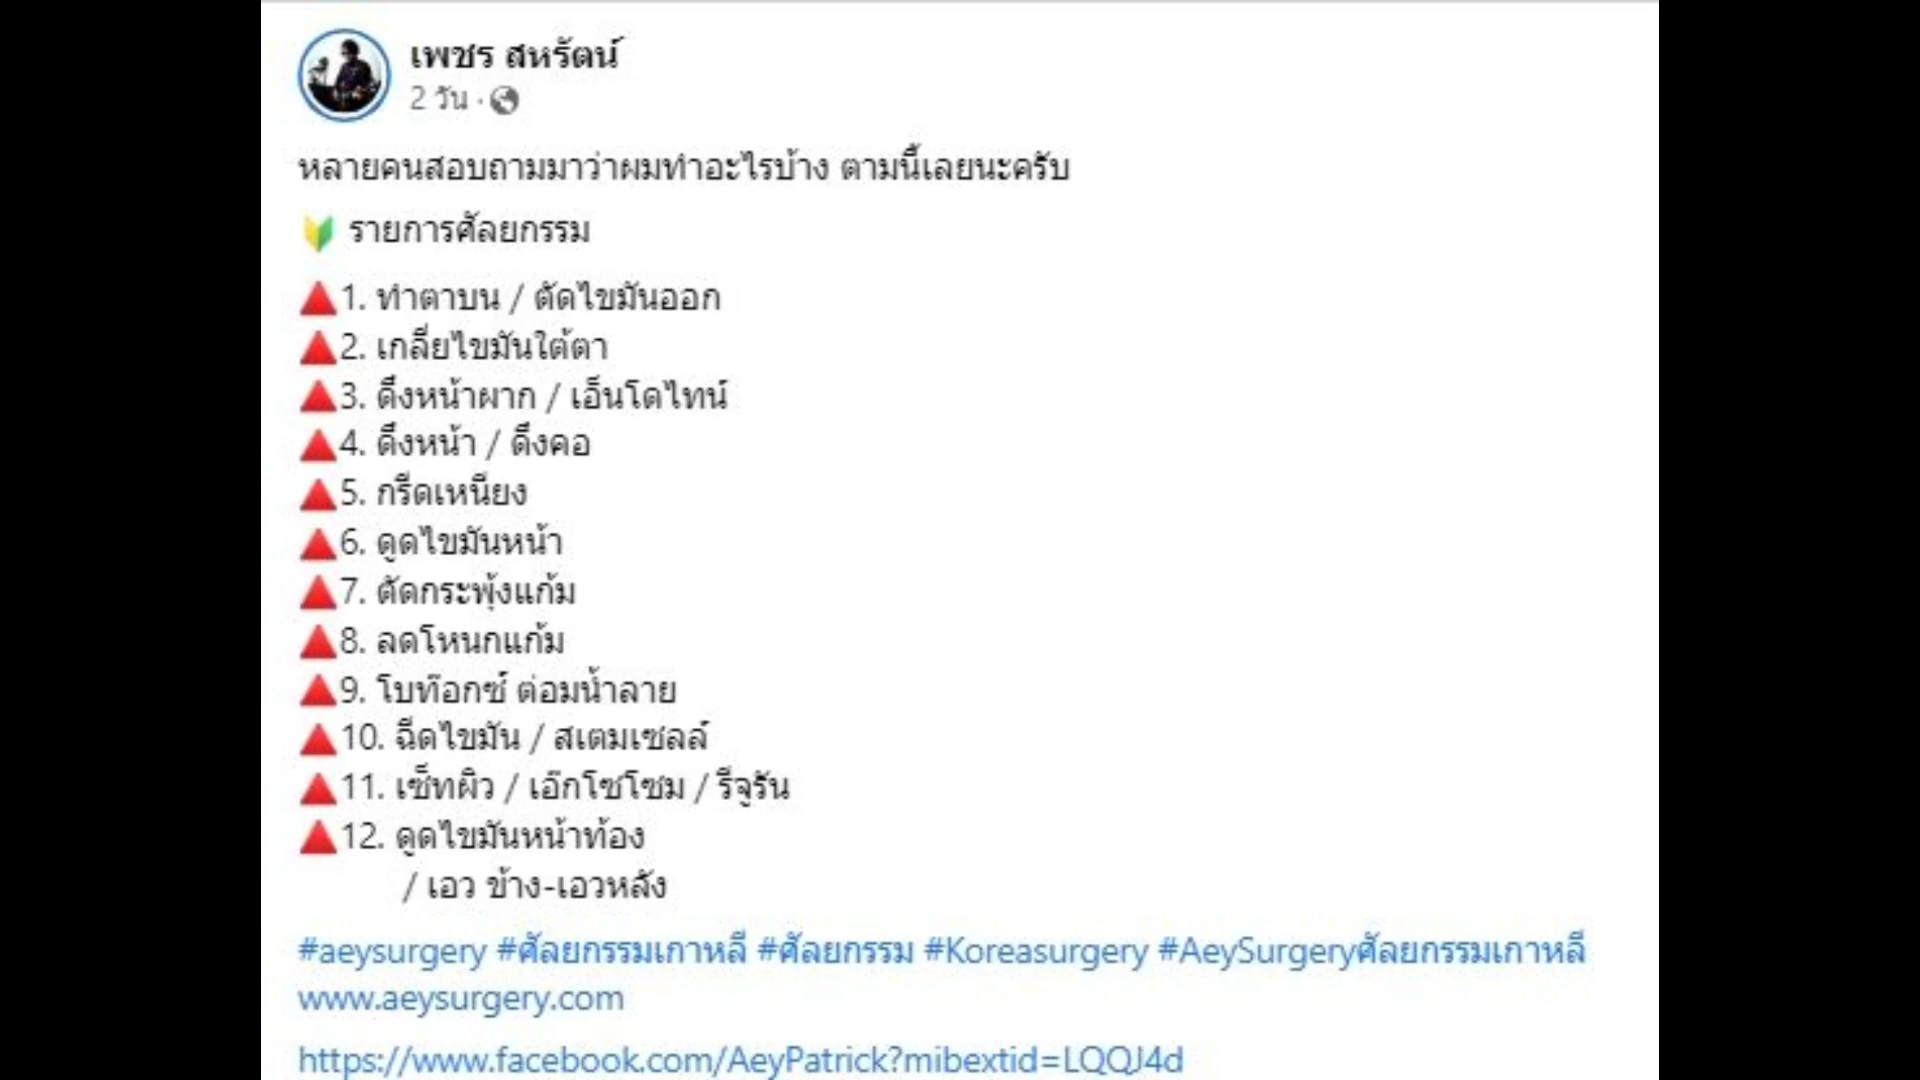 เพชร สหรัตน์
2 วัน ·
หลายคนสอบถามมาว่าผมทำอะไรบ้าง ตามนี้เลยนะครับ
🔰 รายการศัลยกรรม
🔺1. ทำตาบน / ตัดไขมันออก
🔺2. เกลี่ยไขมันใต้ตา
🔺3. ดึงหน้าผาก / เอ็นโดไทน์
🔺4. ดึงหน้า / ดึงคอ
🔺5. กรีดเหนียง
🔺6. ดูดไขมันหน้า
🔺7. ตัดกระพุ้งแก้ม
🔺8. ลดโหนกแก้ม
🔺9. โบท๊อกซ์ ต่อมน้ำลาย
🔺10. ฉีดไขมัน / สเตมเซลล์
🔺11. เซ็ทผิว / เอ๊กโซโซม / รีจูรัน
🔺12. ดูดไขมันหน้าท้อง
/ เอว ข้าง-เอวหลัง
#aeysurgery #ศัลยกรรมเกาหลี #ศัลยกรรม #Koreasurgery #AeySurgeryศัลยกรรมเกาหลี
www.aeysurgery.com
https://www.facebook.com/AeyPatrick?mibextid=LQQJ4d